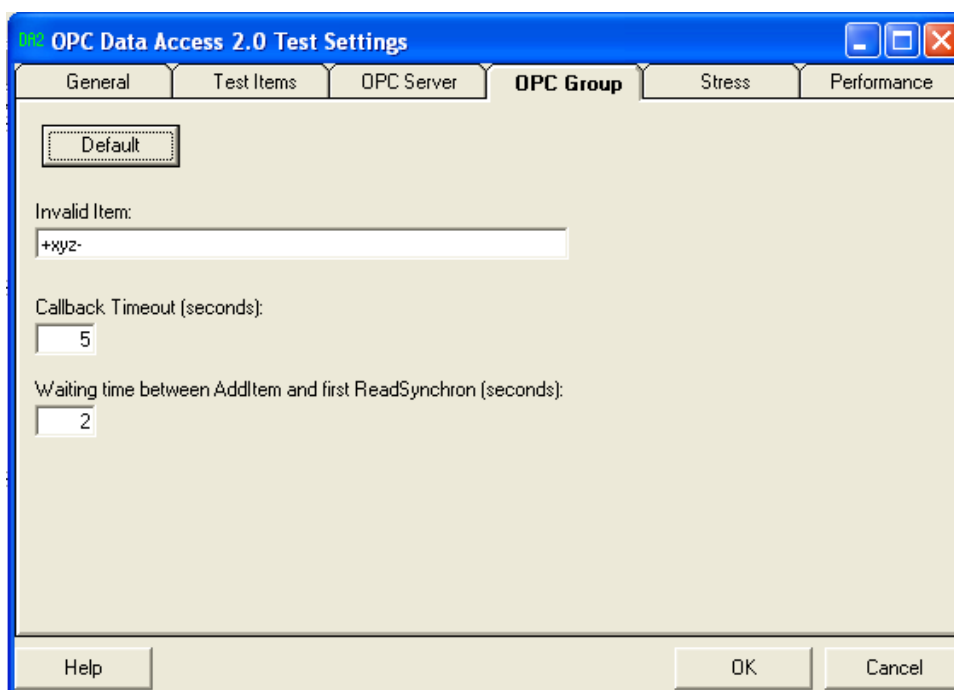 DA2 OPC Data Access 2.0 Test Settings
General Test Items OPC Server OPC Group Stress Performance
Default
Invalid Item:
+xyz-
Callback Timeout (seconds):
5
Waiting time between AddItem and first ReadSynchron (seconds):
2
Help OK Cancel